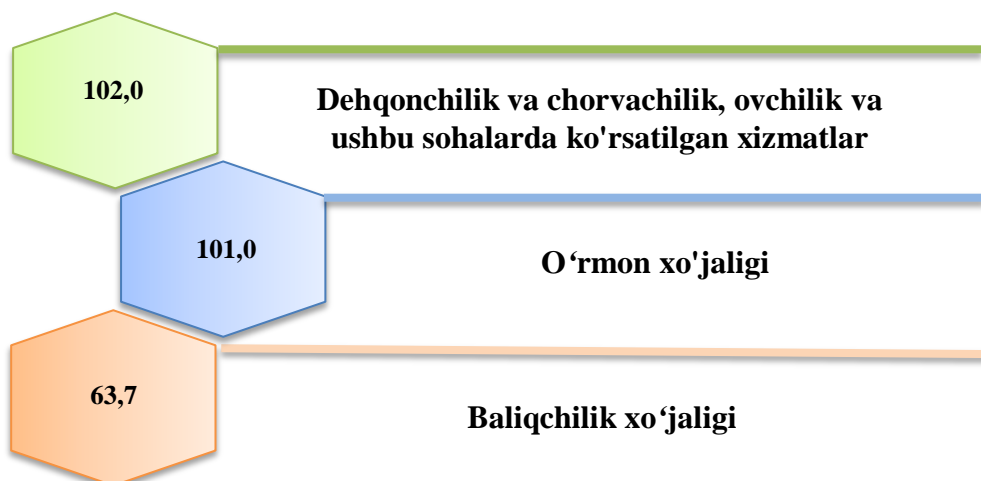 102,0
Dehqonchilik va chorvachilik, ovchilik va
ushbu sohalarda ko'rsatilgan xizmatlar
101,0
O‘rmon xo'jaligi
63,7
Baliqchilik xo‘jaligi